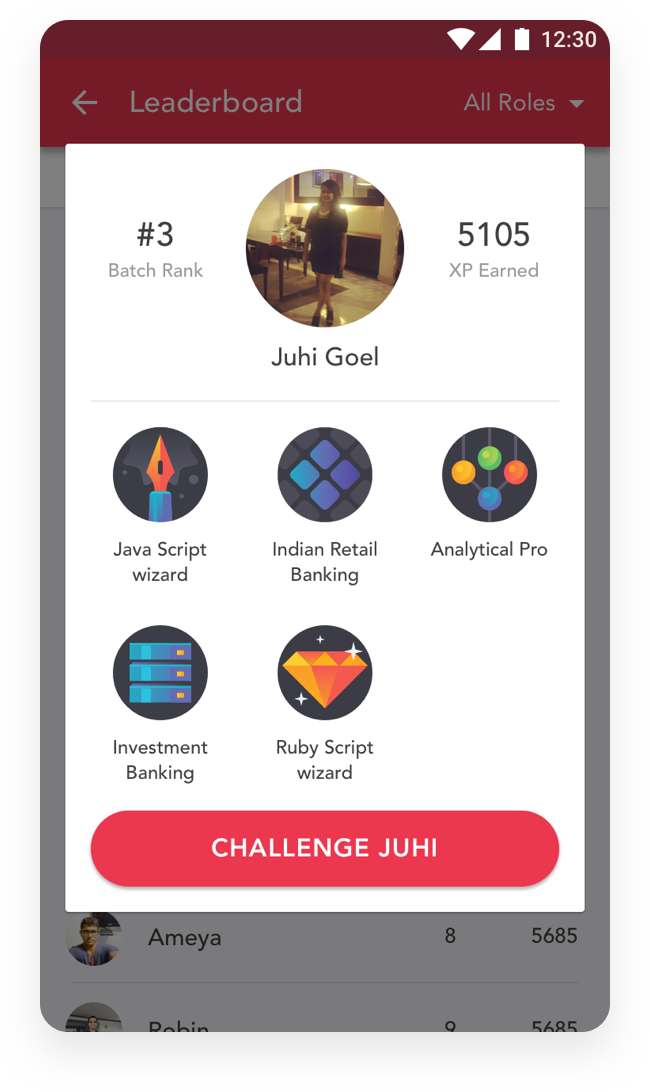 12:30
Leaderboard
All Roles
#3
Batch Rank
5105
XP Earned
Juhi Goel
Java Script
wizard
Indian Retail
Banking
Analytical Pro
Investment
Banking
Ruby Script
wizard
CHALLENGE JUHI
Ameya 8 5685
Robin 9 5685